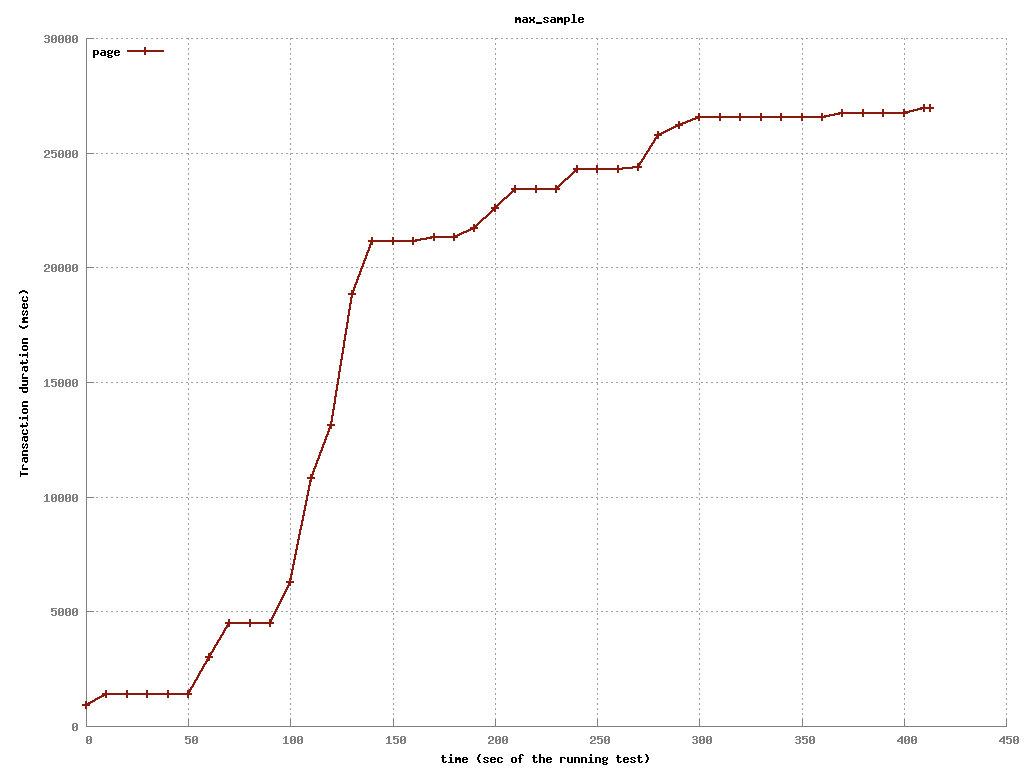 max_sample
30000
page
25000
20000
15000
10000
5000
0
Transaction duration (msec)
0 50 100 150 200 250 300 350 400 450
time (sec of the running test)